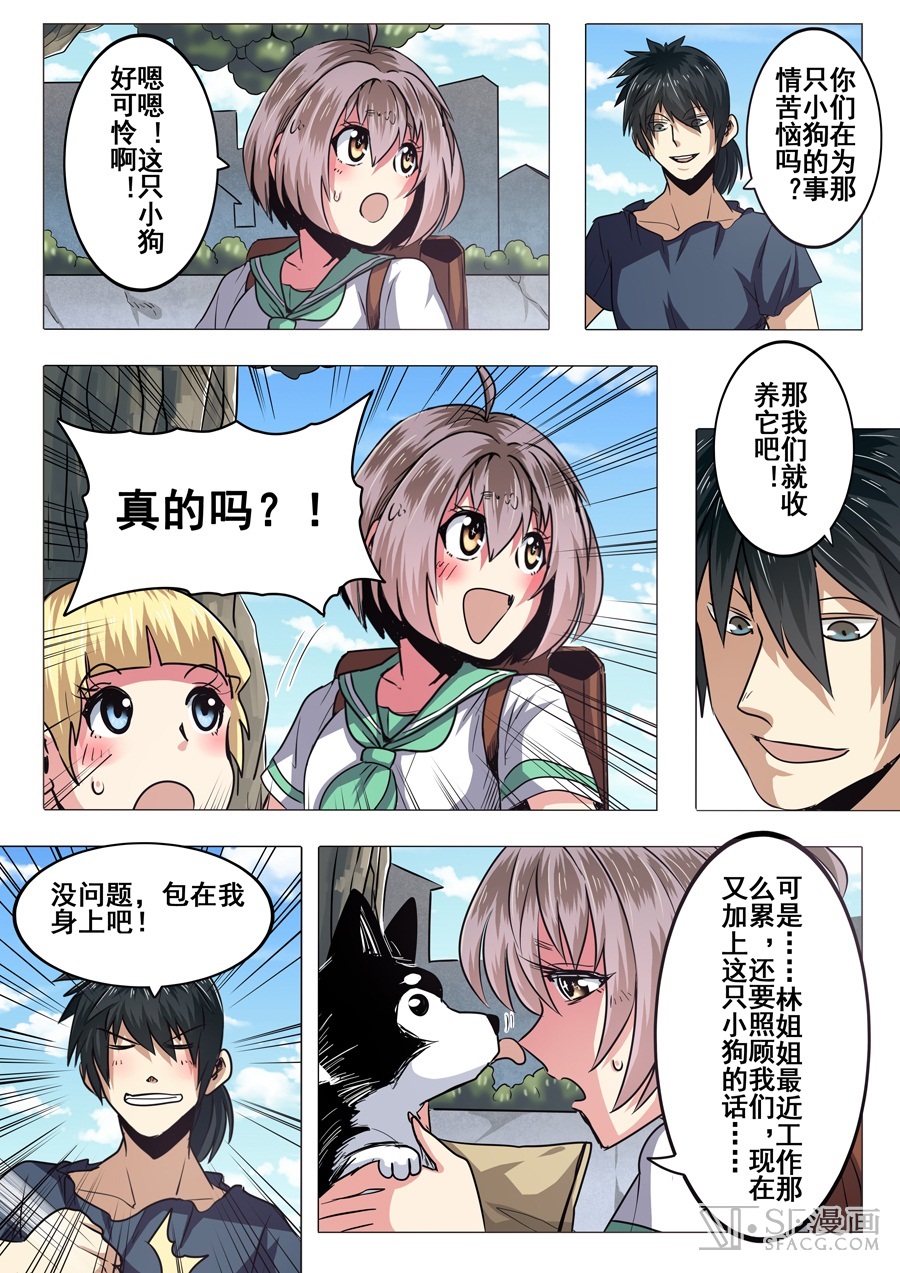 你们在为那
只小狗的事
情苦恼吗？
嗯嗯！这只小狗
好可怜啊！
那我们就收
养它吧！
真的吗？！
可是……林姐姐最近工作那
么累，还要照顾我们，现在
又加上这只小狗的话……
没问题，包在我
身上吧！
SF漫画
SFACG.COM